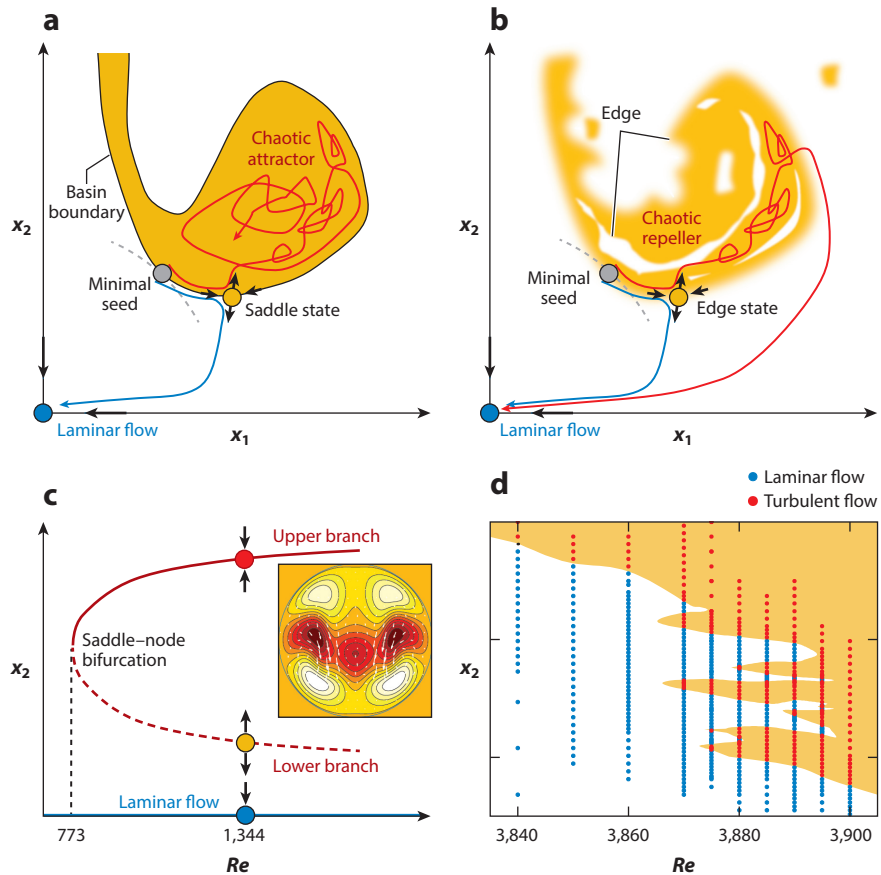 a
Chaotic
attractor
Basin
boundary
x2
Minimal
seed
Saddle state
Laminar flow
x1
b
Edge
Chaotic
repeller
x2
Minimal
seed
Edge state
Laminar flow
x1
c
Upper branch
Saddle–node
bifurcation
x2
Lower branch
Laminar flow
773
1,344
Re
d
Laminar flow
Turbulent flow
x2
3,840
3,860
3,880
3,900
Re